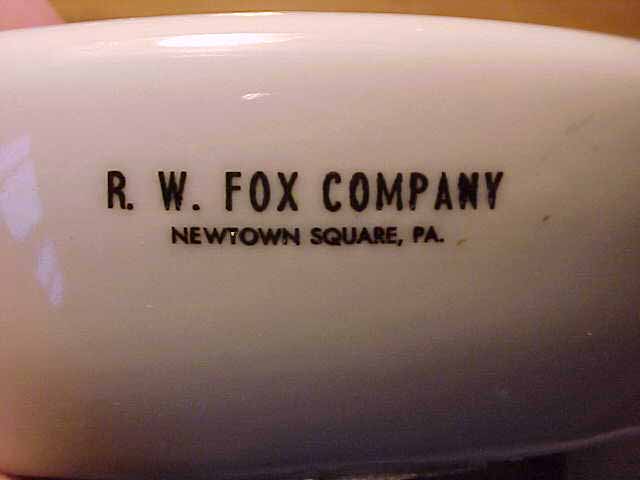 R. W. FOX COMPANY
NEWTOWN SQUARE, PA.